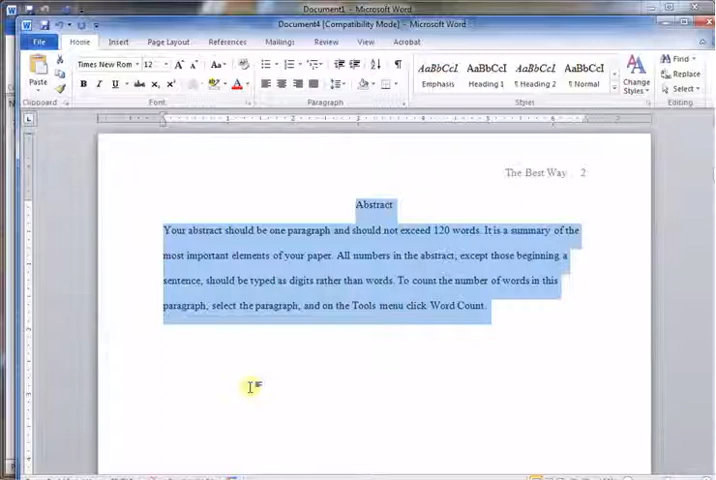 Document1 - Microsoft Word
Document4 [Compatibility Mode] - Microsoft Word
File Home Insert Page Layout References Mailings Review View Acrobat
Times New Rom 12 AaBbCcI AaBbCcI AaBbCcI AaBbCcI Find
Replace
Paste Emphasis Heading 1 ¶ Heading 2 ¶ Normal Change Styles Select
Clipboard Font Paragraph Styles Editing
The Best Way 2
Abstract
Your abstract should be one paragraph and should not exceed 120 words. It is a summary of the
most important elements of your paper. All numbers in the abstract, except those beginning a
sentence, should be typed as digits rather than words. To count the number of words in this
paragraph, select the paragraph, and on the Tools menu click Word Count.